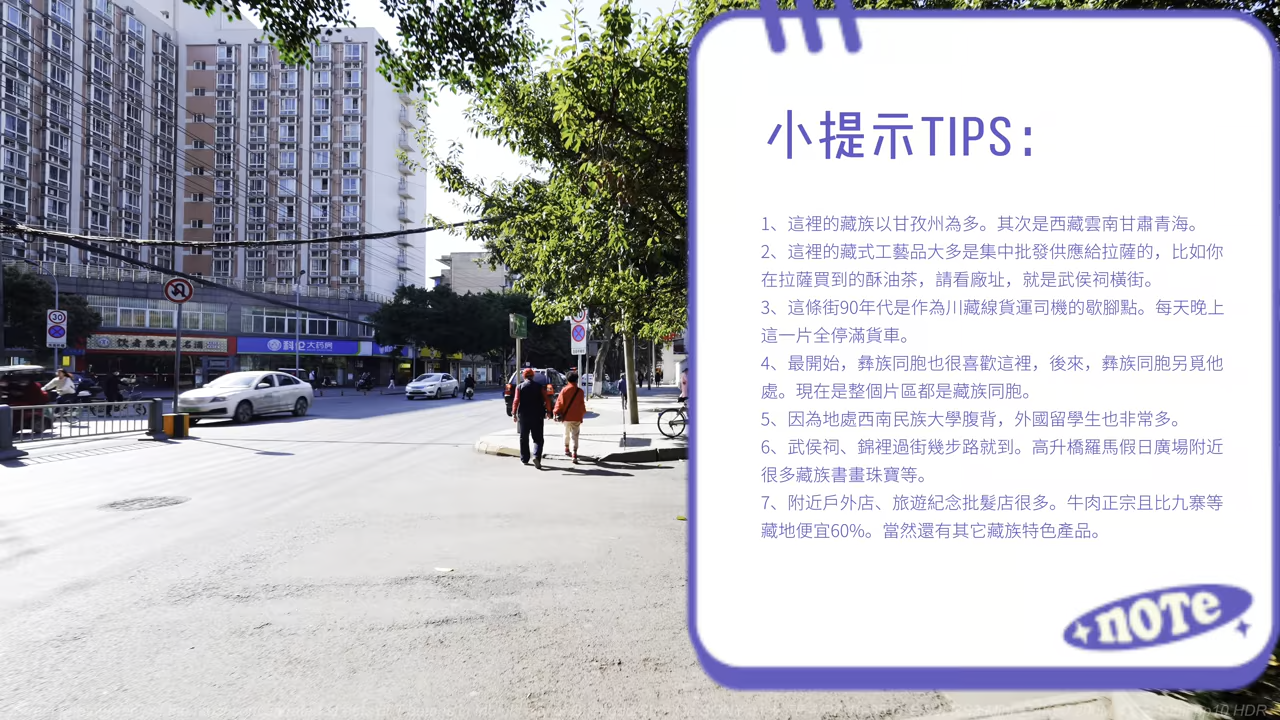 小提示TIPS：
1、這裡的藏族以甘孜州為多。其次是西藏雲南甘肅青海。
2、這裡的藏式工藝品大多是集中批發供應給拉薩的，比如你
在拉薩買到的酥油茶，請看廠址，就是武侯祠橫街。
3、這條街90年代是作為川藏線貨運司機的歇腳點。每天晚上
這一片全停滿貨車。
4、最開始，彝族同胞也很喜歡這裡，後來，彝族同胞另覓他
處。現在是整個片區都是藏族同胞。
5、因為地處西南民族大學腹背，外國留學生也非常多。
6、武侯祠、錦裡過街幾步路就到。高升橋羅馬假日廣場附近
很多藏族書畫珠寶等。
7、附近戶外店、旅遊紀念批髮店很多。牛肉正宗且比九寨等
藏地便宜60%。當然還有其它藏族特色產品。
NOTe
30
大药房